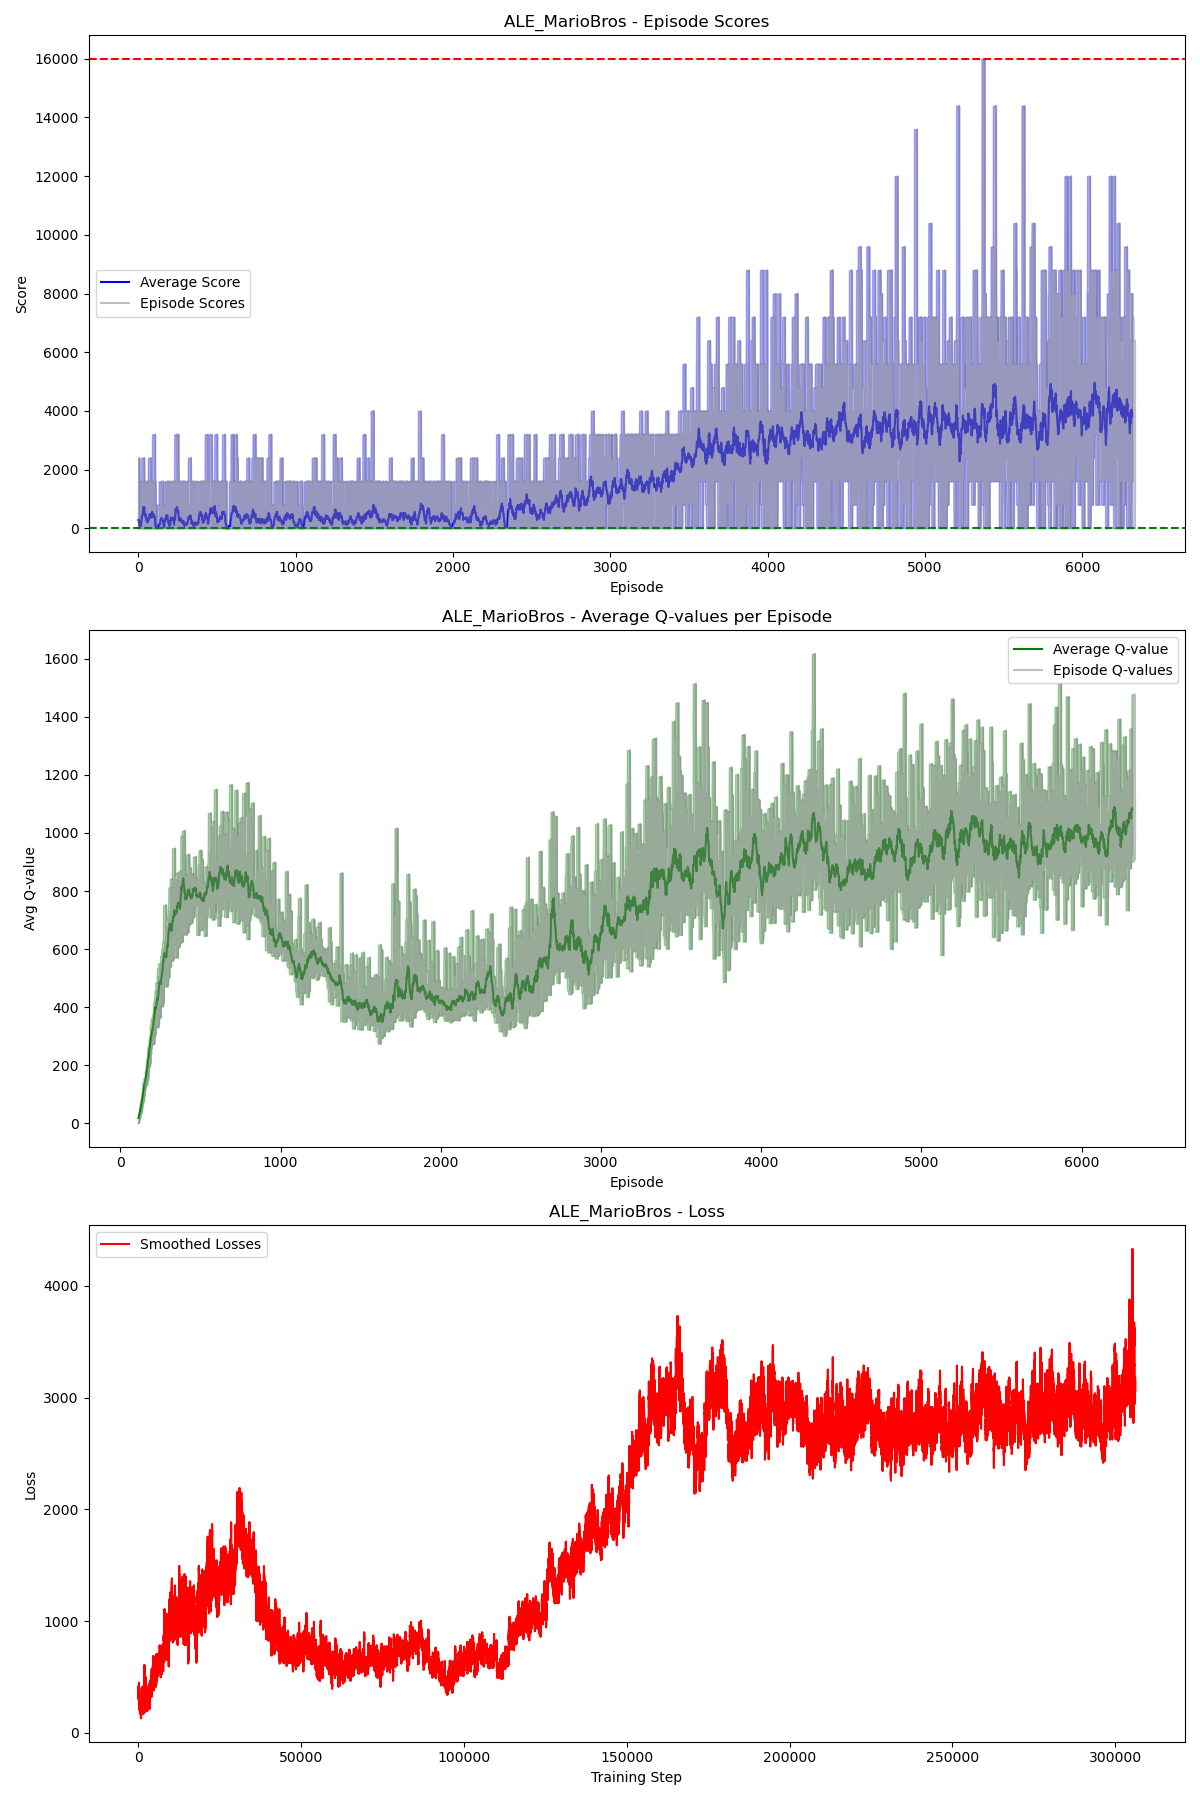 ALE_MarioBros - Episode Scores
16000
14000
12000
10000
8000
6000
4000
2000
0
Score
Average Score
Episode Scores
0 1000 2000 3000 4000 5000 6000
Episode
ALE_MarioBros - Average Q-values per Episode
1600
1400
1200
1000
800
600
400
200
0
Avg Q-value
Average Q-value
Episode Q-values
0 1000 2000 3000 4000 5000 6000
Episode
ALE_MarioBros - Loss
Smoothed Losses
4000
3000
2000
1000
0
Loss
0 50000 100000 150000 200000 250000 300000
Training Step